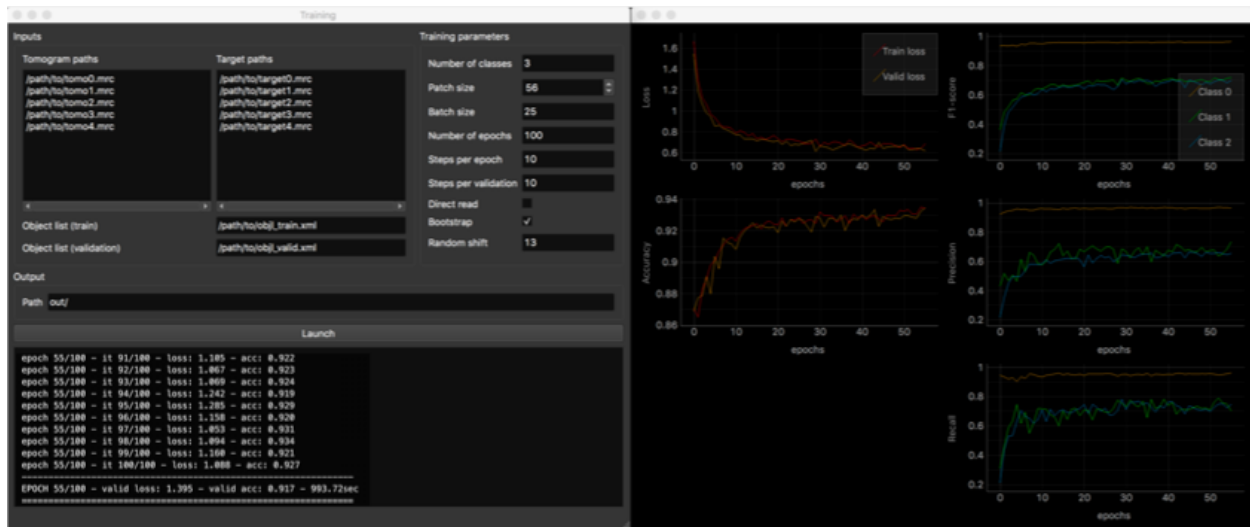 Training
Inputs
Tomogram paths
/path/to/tomo0.mrc
/path/to/tomo1.mrc
/path/to/tomo2.mrc
/path/to/tomo3.mrc
/path/to/tomo4.mrc
Target paths
/path/to/target0.mrc
/path/to/target1.mrc
/path/to/target2.mrc
/path/to/target3.mrc
/path/to/target4.mrc
Object list (train) /path/to/objl_train.xml
Object list (validation) /path/to/objl_valid.xml
Training parameters
Number of classes 3
Patch size 56
Batch size 25
Number of epochs 100
Steps per epoch 10
Steps per validation 10
Direct read
Bootstrap
Random shift 13
Output
Path out/
Launch
epoch 55/100 - it 91/100 - loss: 1.105 - acc: 0.922
epoch 55/100 - it 92/100 - loss: 1.067 - acc: 0.923
epoch 55/100 - it 93/100 - loss: 1.069 - acc: 0.924
epoch 55/100 - it 94/100 - loss: 1.242 - acc: 0.919
epoch 55/100 - it 95/100 - loss: 1.285 - acc: 0.929
epoch 55/100 - it 96/100 - loss: 1.158 - acc: 0.920
epoch 55/100 - it 97/100 - loss: 1.053 - acc: 0.931
epoch 55/100 - it 98/100 - loss: 1.094 - acc: 0.934
epoch 55/100 - it 99/100 - loss: 1.160 - acc: 0.921
epoch 55/100 - it 100/100 - loss: 1.088 - acc: 0.927
EPOCH 55/100 - valid loss: 1.395 - valid acc: 0.917 - 993.72sec
Loss
1.6
1.4
1.2
1
0.8
0.6
0 10 20 30 40 50
epochs
Train loss
Valid loss
F1-score
1
0.8
0.6
0.4
0.2
0 10 20 30 40 50
epochs
Class 0
Class 1
Class 2
Accuracy
0.94
0.92
0.9
0.88
0.86
0 10 20 30 40 50
epochs
Precision
1
0.8
0.6
0.4
0.2
0 10 20 30 40 50
epochs
Recall
1
0.8
0.6
0.4
0.2
0 10 20 30 40 50
epochs